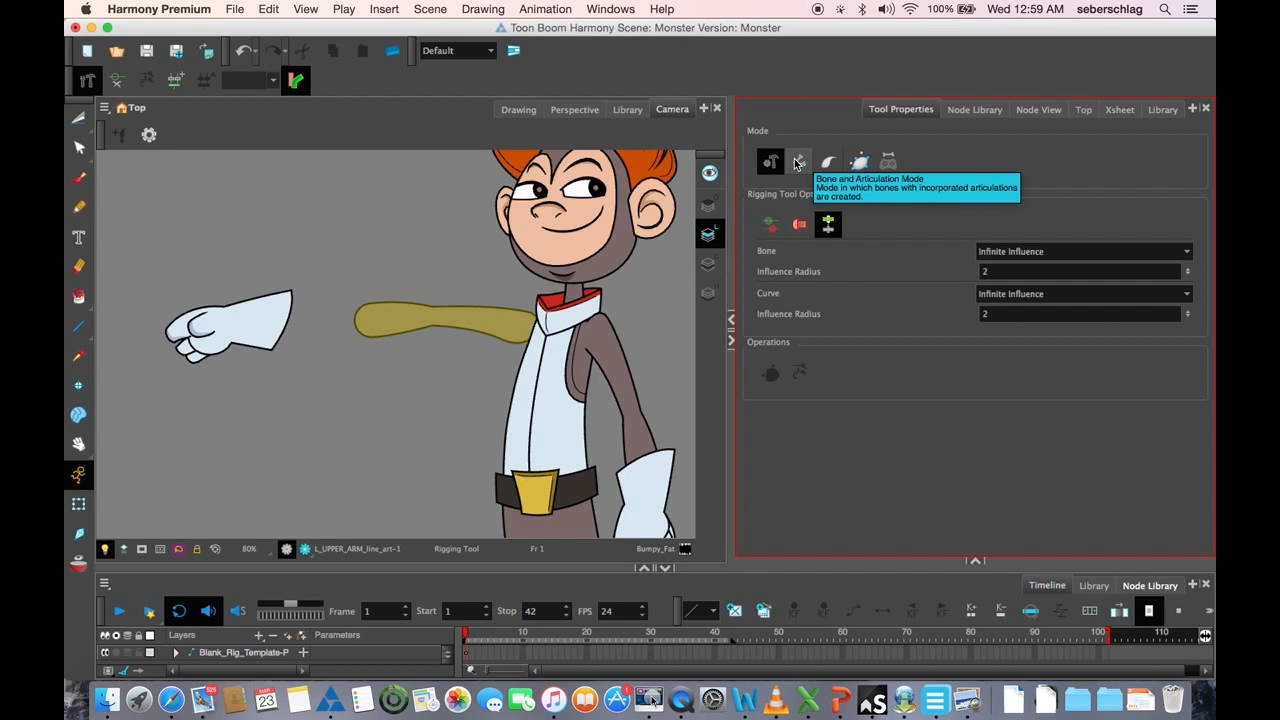 Harmony Premium File Edit View Play Insert Scene Drawing Animation Windows Help 100% Wed 12:59 AM seberschlag
Toon Boom Harmony Scene: Monster Version: Monster
Default
Top Drawing Perspective Library Camera Tool Properties Node Library Node View Top Xsheet Library
Mode
Bone and Articulation Mode
Mode in which bones with incorporated articulations
are created.
Rigging Tool Opt
Bone Infinite Influence
Influence Radius 2
Curve Infinite Influence
Influence Radius 2
Operations
80% L_UPPER_ARM_line_art-1 Rigging Tool Fr 1 Bumpy_Fat
Timeline Library Node Library
Frame 1 Start 1 Stop 42 FPS 24
Layers Parameters 10 20 30 40 50 60 70 80 90 100 110
Blank_Rig_Template-P